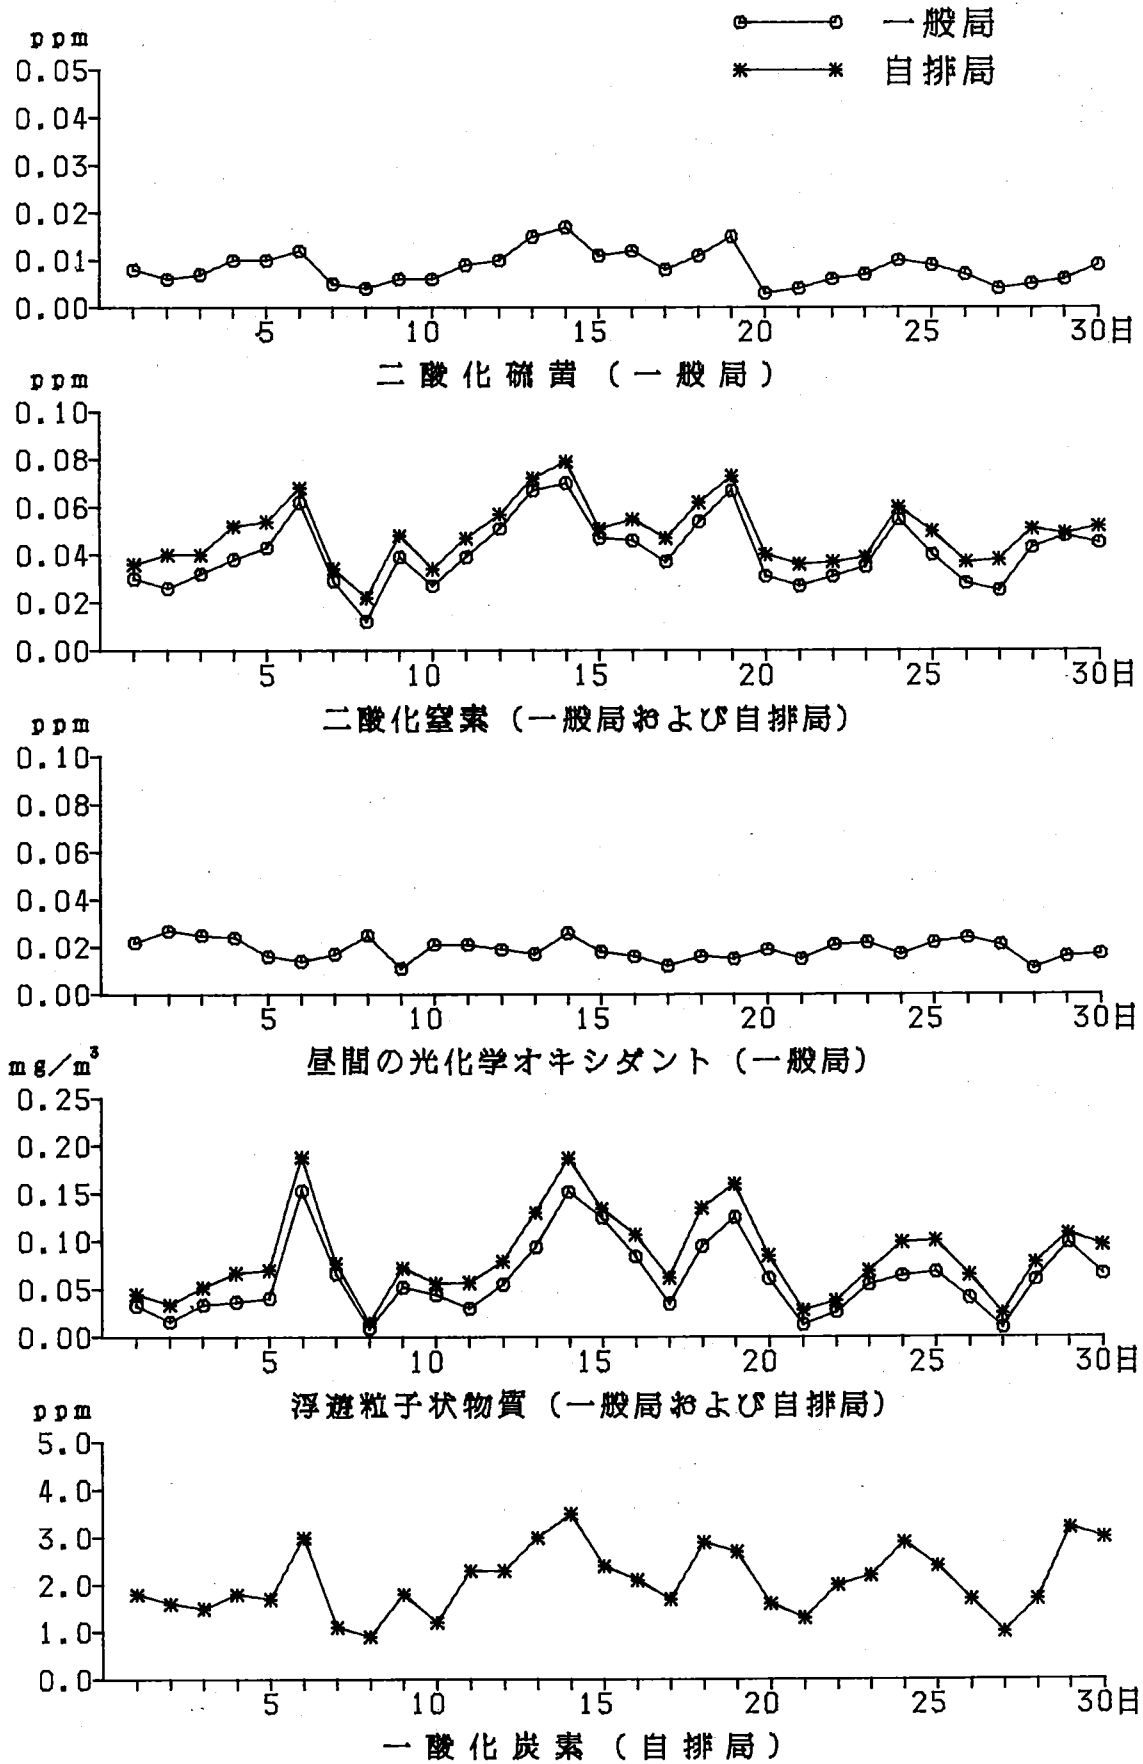 一般局
自排局
ppm
0.05
0.04
0.03
0.02
0.01
0.00
5 10 15 20 25 30日
二酸化硫黄（一般局）
ppm
0.10
0.08
0.06
0.04
0.02
0.00
5 10 15 20 25 30日
二酸化窒素（一般局および自排局）
ppm
0.10
0.08
0.06
0.04
0.02
0.00
5 10 15 20 25 30日
昼間の光化学オキシダント（一般局）
mg/m³
0.25
0.20
0.15
0.10
0.05
0.00
5 10 15 20 25 30日
浮遊粒子状物質（一般局および自排局）
ppm
5.0
4.0
3.0
2.0
1.0
0.0
5 10 15 20 25 30日
一酸化炭素（自排局）